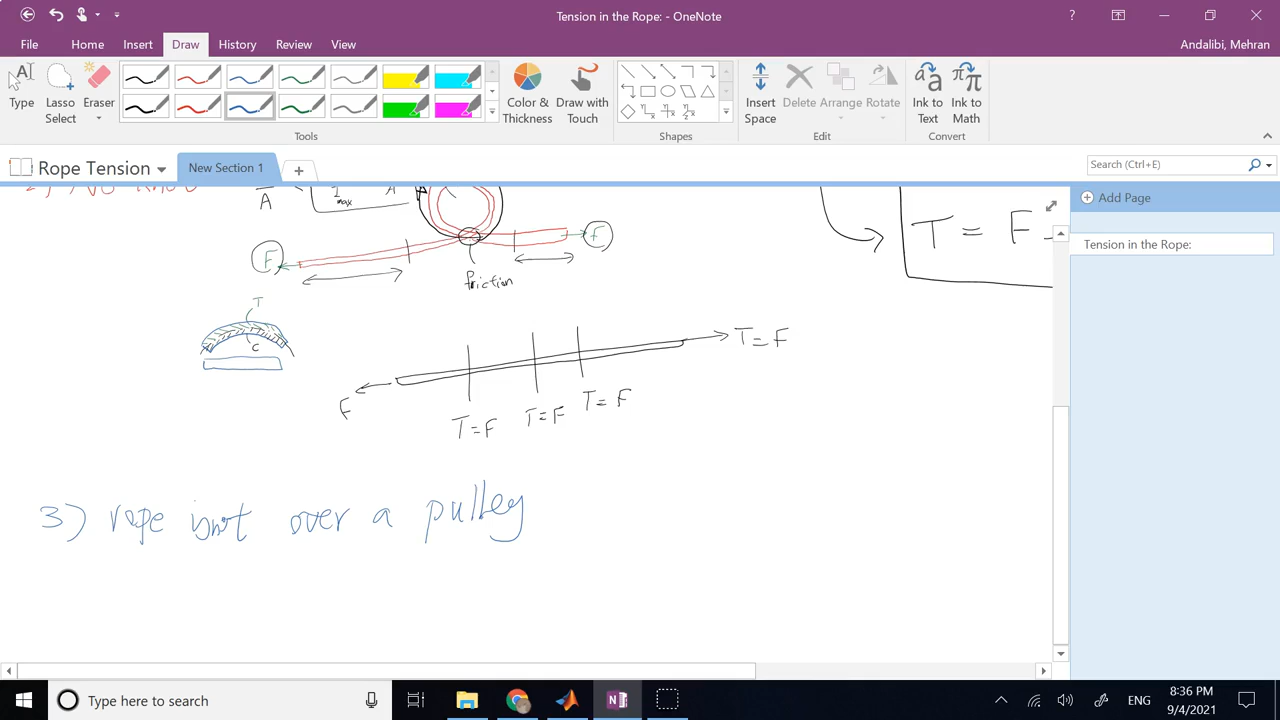 Tension in the Rope: - OneNote
?
File Home Insert Draw History Review View
Andalibi, Mehran
Type
Lasso Select
Eraser
Color & Thickness
Draw with Touch
Insert Space
Delete
Arrange
Rotate
Ink to Text
Ink to Math
Tools
Shapes
Edit
Convert
Rope Tension
New Section 1
+
Search (Ctrl+E)
Add Page
Tension in the Rope:
A
max
A
F
F
friction
T = F
T
c
T = F
F
T = F
T = F
T = F
3) rope isn't over a pulley
Type here to search
ENG
8:36 PM
9/4/2021